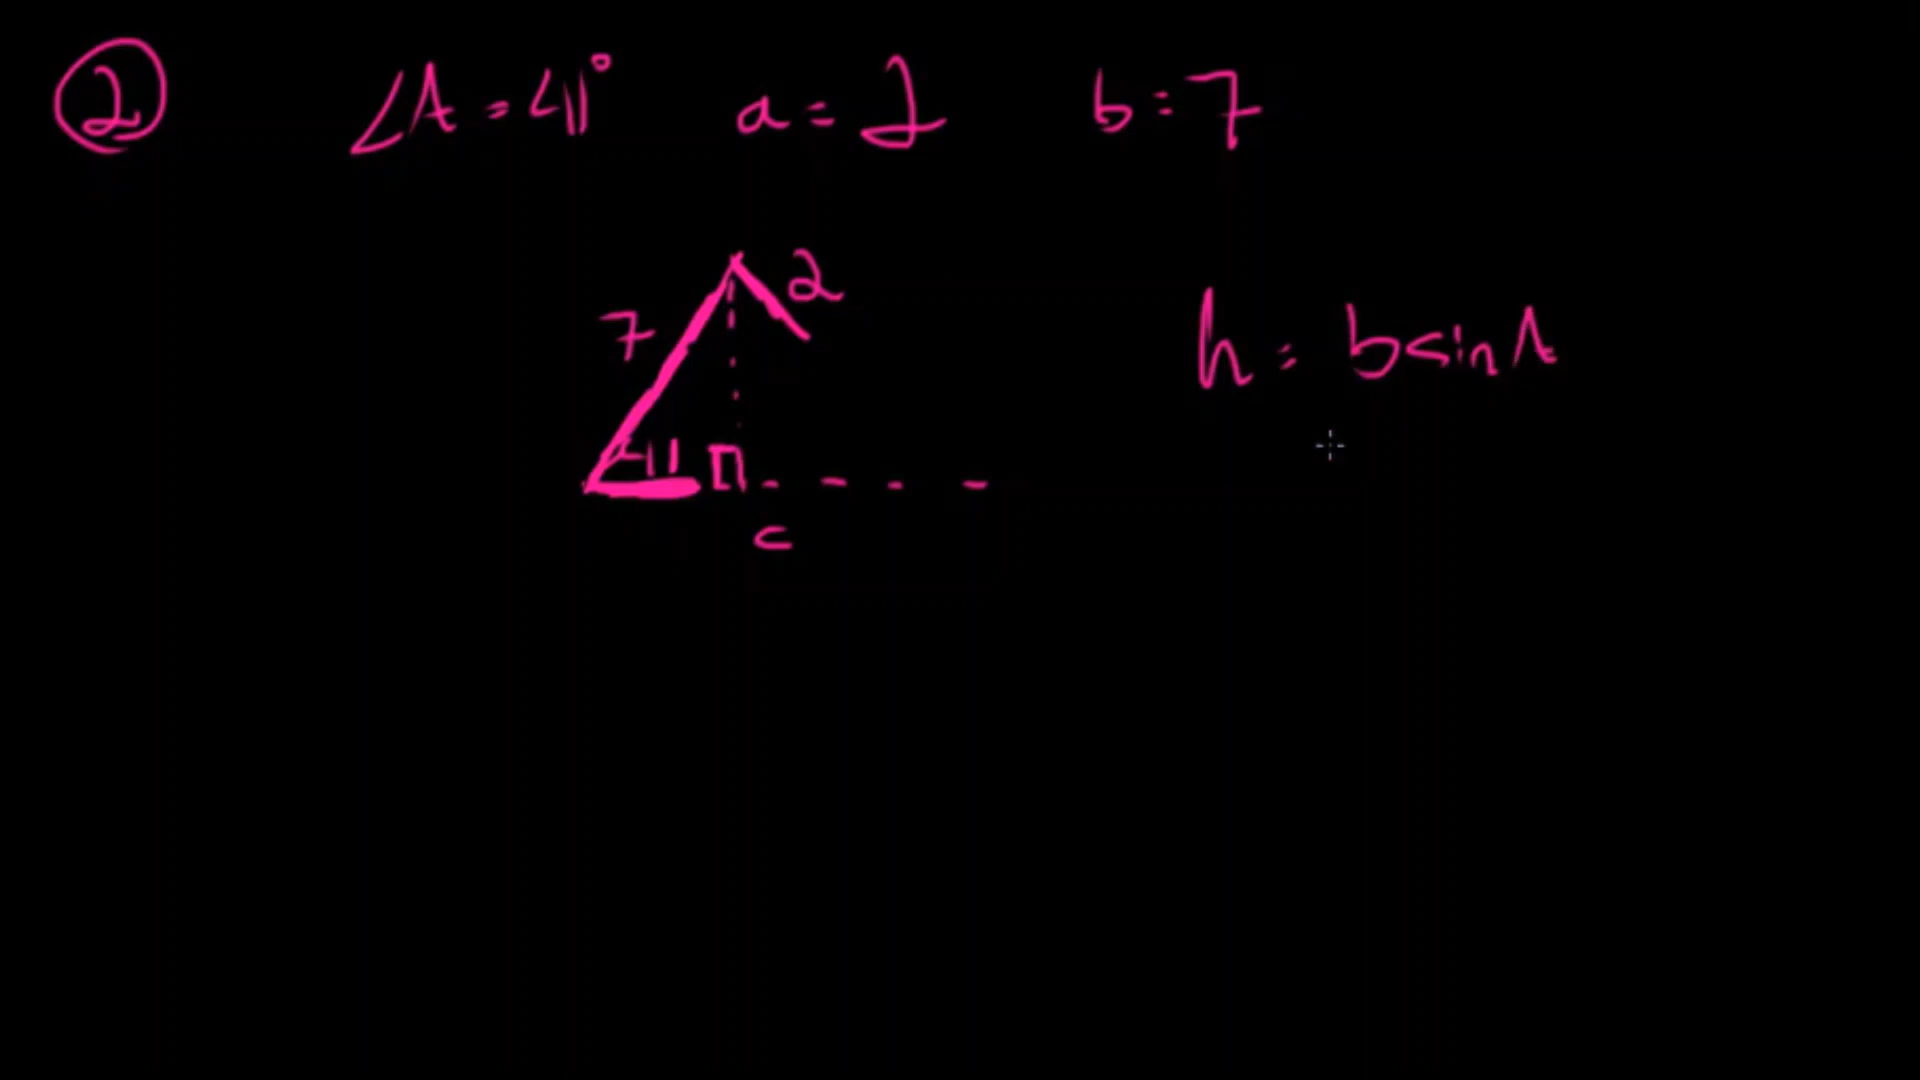 2 ∠A = 41° a = 2 b = 7
2
7
h = b sin A
41
c